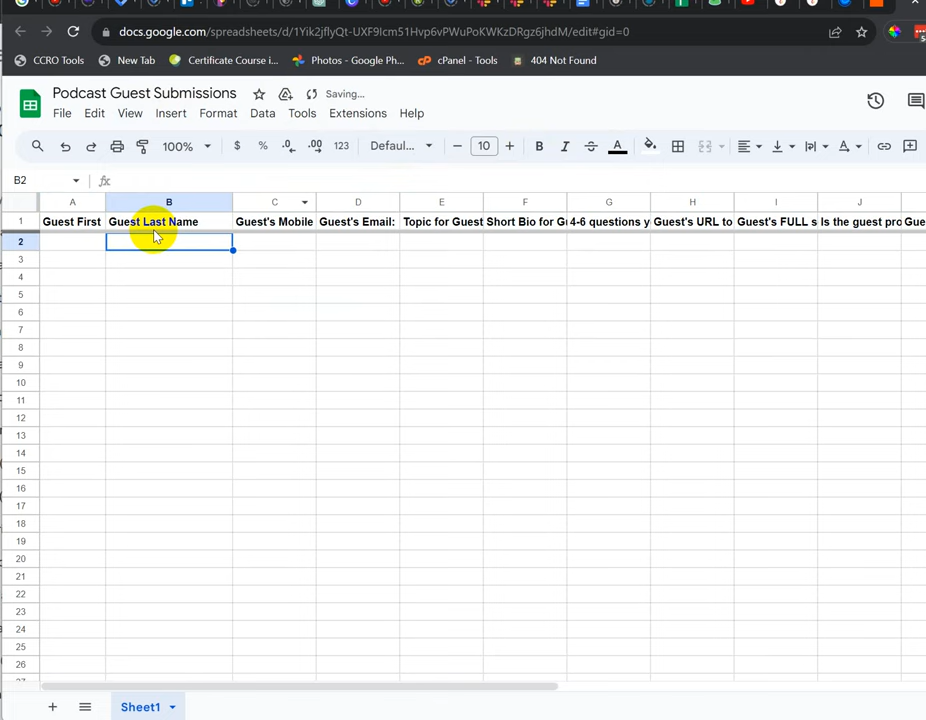 docs.google.com/spreadsheets/d/1Yik2jflyQt-UXF9Icm51Hvp6vPWuPoKWKzDRgz6jhdM/edit#gid=0
CCRO Tools New Tab Certificate Course i... Photos - Google Ph... cPanel - Tools 404 Not Found
Podcast Guest Submissions Saving...
File Edit View Insert Format Data Tools Extensions Help
100% $ % .0 .00 123 Defaul... 10 B I S A
B2 fx
A B C D E F G H I J
1 Guest First Guest Last Name Guest's Mobile Guest's Email: Topic for Guest Short Bio for Gu 4-6 questions y Guest's URL to Guest's FULL s Is the guest pro Gue
2
3
4
5
6
7
8
9
10
11
12
13
14
15
16
17
18
19
20
21
22
23
24
25
26
Sheet1